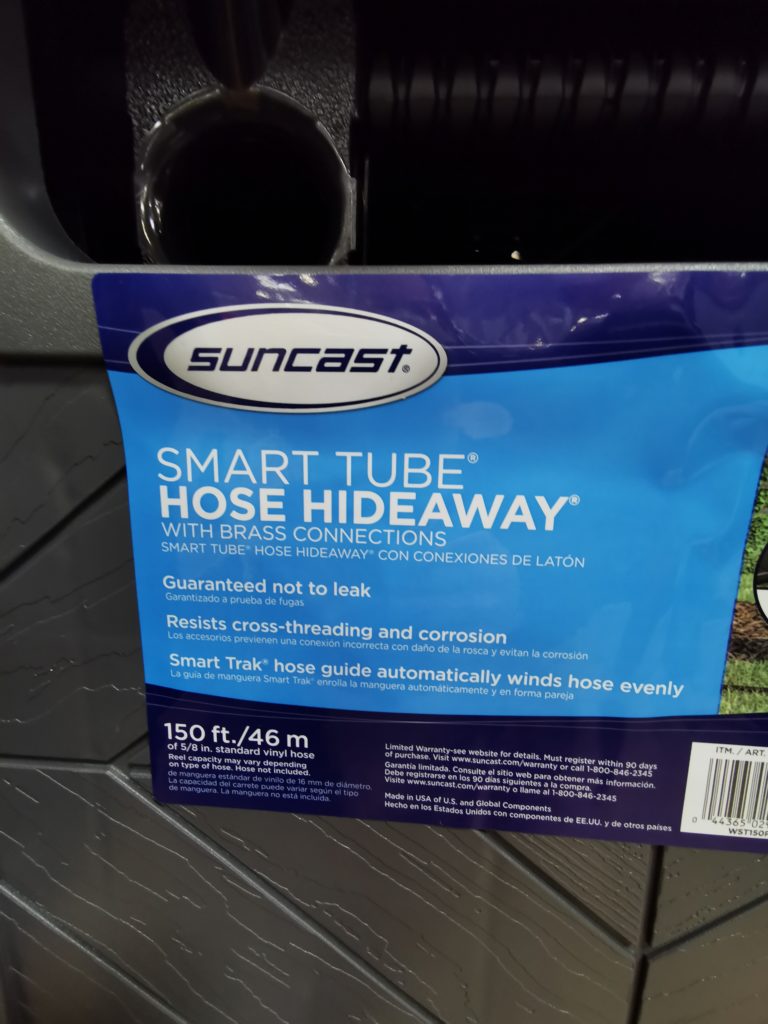 suncast®
SMART TUBE®
HOSE HIDEAWAY®
WITH BRASS CONNECTIONS
SMART TUBE® HOSE HIDEAWAY® CON CONEXIONES DE LATÓN
Guaranteed not to leak
Garantizado a prueba de fugas
Resists cross-threading and corrosion
Los accesorios previenen una conexión incorrecta con daño de la rosca y evitan la corrosión
Smart Trak® hose guide automatically winds hose evenly
La guía de manguera Smart Trak® enrolla la manguera automáticamente y en forma pareja
150 ft./46 m
of 5/8 in. standard vinyl hose
Reel capacity may vary depending
on type of hose. Hose not included.
de manguera estándar de vinilo de 16 mm de diámetro.
La capacidad del carrete puede variar según el tipo
de manguera. La manguera no está incluida.
Limited Warranty-see website for details. Must register within 90 days
of purchase. Visit www.suncast.com/warranty or call 1-800-846-2345
Garantía limitada. Consulte el sitio web para obtener más información.
Debe registrarse en los 90 días siguientes a la compra.
Visite www.suncast.com/warranty o llame al 1-800-846-2345
Made in USA of U.S. and Global Components
Hecho en los Estados Unidos con componentes de EE.UU. y de otros países
ITM. / ART.
0 44365 02
WST150